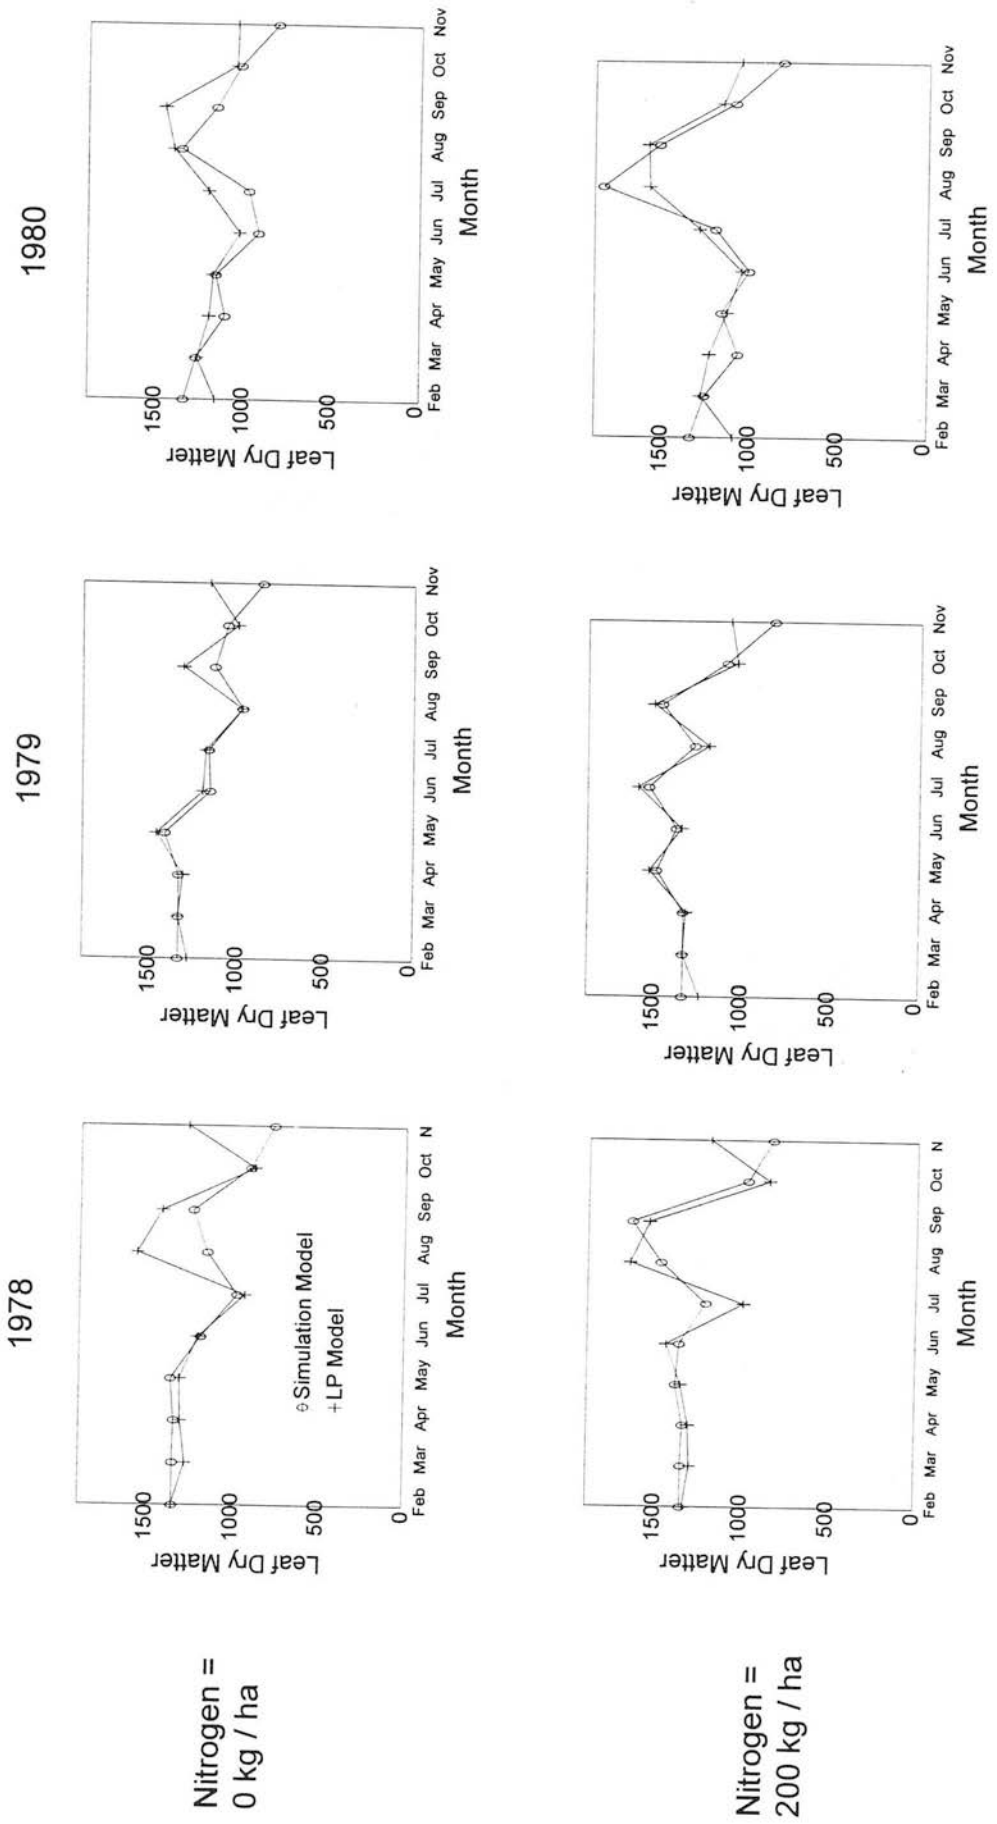 1978
1979
1980
Nitrogen =
0 kg / ha
Leaf Dry Matter
1500
1000
500
0
Feb Mar Apr May Jun Jul Aug Sep Oct N
Month
Simulation Model
LP Model
Leaf Dry Matter
1500
1000
500
0
Feb Mar Apr May Jun Jul Aug Sep Oct Nov
Month
Leaf Dry Matter
1500
1000
500
0
Feb Mar Apr May Jun Jul Aug Sep Oct Nov
Month
Nitrogen =
200 kg / ha
Leaf Dry Matter
1500
1000
500
0
Feb Mar Apr May Jun Jul Aug Sep Oct N
Month
Leaf Dry Matter
1500
1000
500
0
Feb Mar Apr May Jun Jul Aug Sep Oct Nov
Month
Leaf Dry Matter
1500
1000
500
0
Feb Mar Apr May Jun Jul Aug Sep Oct Nov
Month